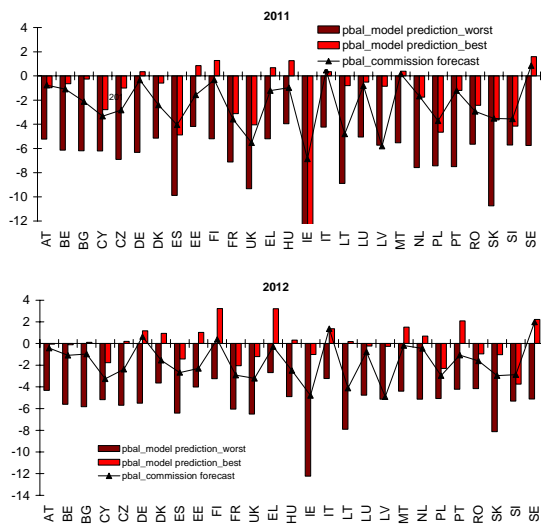 2011
4
2
0
-2
-4
-6
-8
-10
-12
pbal_model prediction_worst
pbal_model prediction_best
pbal_commission forecast
20
AT BE BG CY CZ DE DK ES EE FI FR UK EL HU IE IT LT LU LV MT NL PL PT RO SK SI SE
2012
4
2
0
-2
-4
-6
-8
-10
-12
-14
pbal_model prediction_worst
pbal_model prediction_best
pbal_commission forecast
AT BE BG CY CZ DE DK ES EE FI FR UK EL HU IE IT LT LU LV MT NL PL PT RO SK SI SE